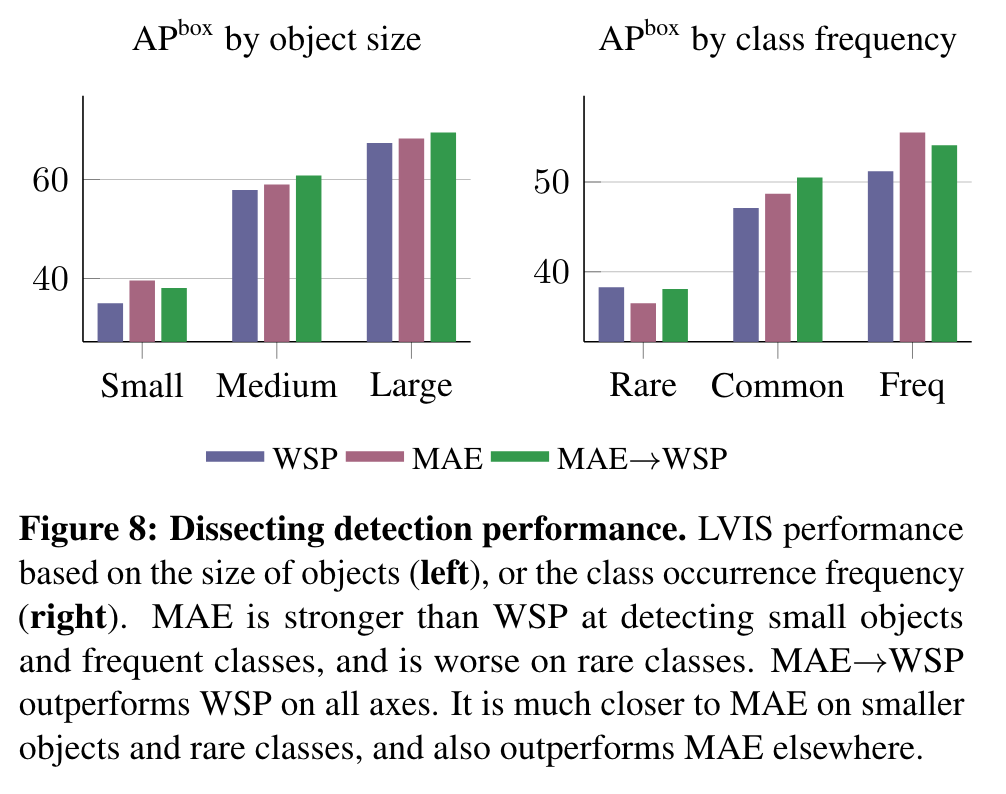 APbox by object size
APbox by class frequency
60
40
Small Medium Large
50
40
Rare Common Freq
WSP MAE MAE→WSP
Figure 8: Dissecting detection performance. LVIS performance
based on the size of objects (left), or the class occurrence frequency
(right). MAE is stronger than WSP at detecting small objects
and frequent classes, and is worse on rare classes. MAE→WSP
outperforms WSP on all axes. It is much closer to MAE on smaller
objects and rare classes, and also outperforms MAE elsewhere.